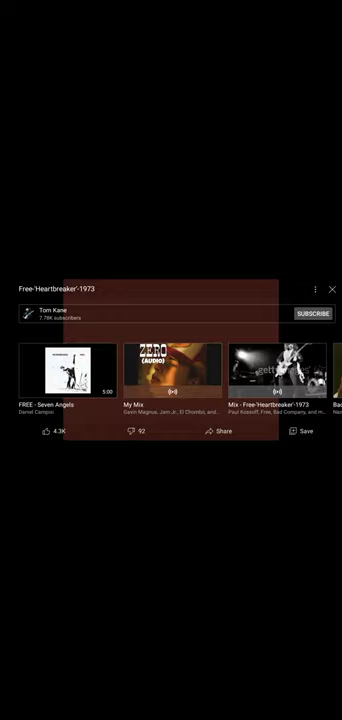 Free-'Heartbreaker'-1973
Tom Kane
7.78K subscribers
SUBSCRIBE
ZERO
(AUDIO)
5:00
FREE - Seven Angels
Daniel Campisi
My Mix
Gavin Magnus, Jam Jr., El Chombo, and...
Mix - Free-'Heartbreaker'-1973
Paul Kossoff, Free, Bad Company, and m...
4.3K
92
Share
Save